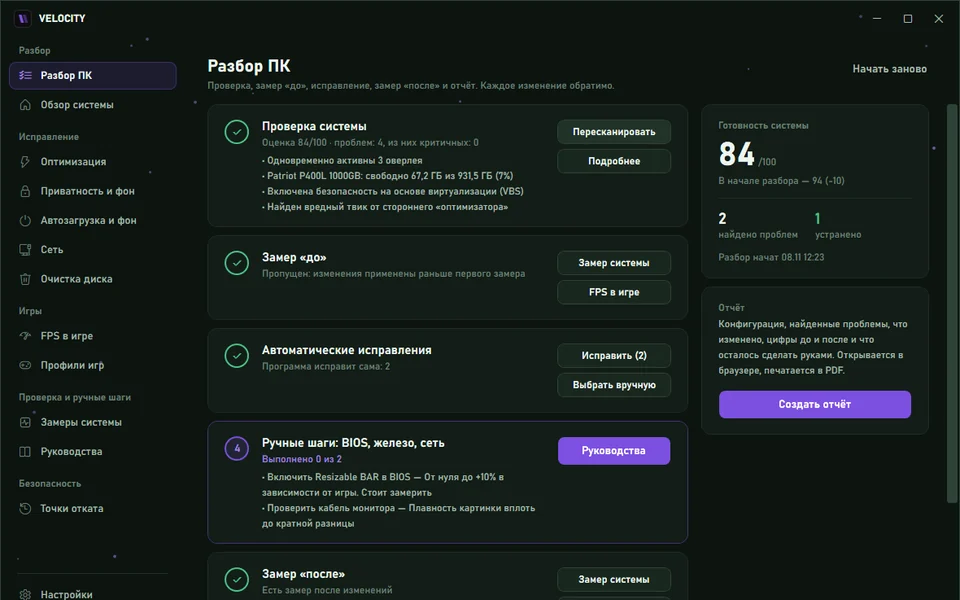 VELOCITY
Разбор
Разбор ПК
Обзор системы
Исправление
Оптимизация
Приватность и фон
Автозагрузка и фон
Сеть
Очистка диска
Игры
FPS в игре
Профили игр
Проверка и ручные шаги
Замеры системы
Руководства
Безопасность
Точки отката
Настройки
Разбор ПК
Проверка, замер «до», исправление, замер «после» и отчёт. Каждое изменение обратимо.
Начать заново
Проверка системы
Оценка 84/100 · проблем: 4, из них критичных: 0
• Одновременно активны 3 оверлея
• Patriot P400L 1000GB: свободно 67,2 ГБ из 931,5 ГБ (7%)
• Включена безопасность на основе виртуализации (VBS)
• Найден вредный твик от стороннего «оптимизатора»
Пересканировать
Подробнее
Замер «до»
Пропущен: изменения применены раньше первого замера
Замер системы
FPS в игре
Автоматические исправления
Программа исправит сама: 2
Исправить (2)
Выбрать вручную
4
Ручные шаги: BIOS, железо, сеть
Выполнено 0 из 2
• Включить Resizable BAR в BIOS — От нуля до +10% в
зависимости от игры. Стоит замерить
• Проверить кабель монитора — Плавность картинки вплоть
до кратной разницы
Руководства
Замер «после»
Есть замер после изменений
Замер системы
Готовность системы
84 /100
В начале разбора — 94 (-10)
2
найдено проблем
1
устранено
Разбор начат 08.11 12:23
Отчёт
Конфигурация, найденные проблемы, что
изменено, цифры до и после и что
осталось сделать руками. Открывается в
браузере, печатается в PDF.
Создать отчёт